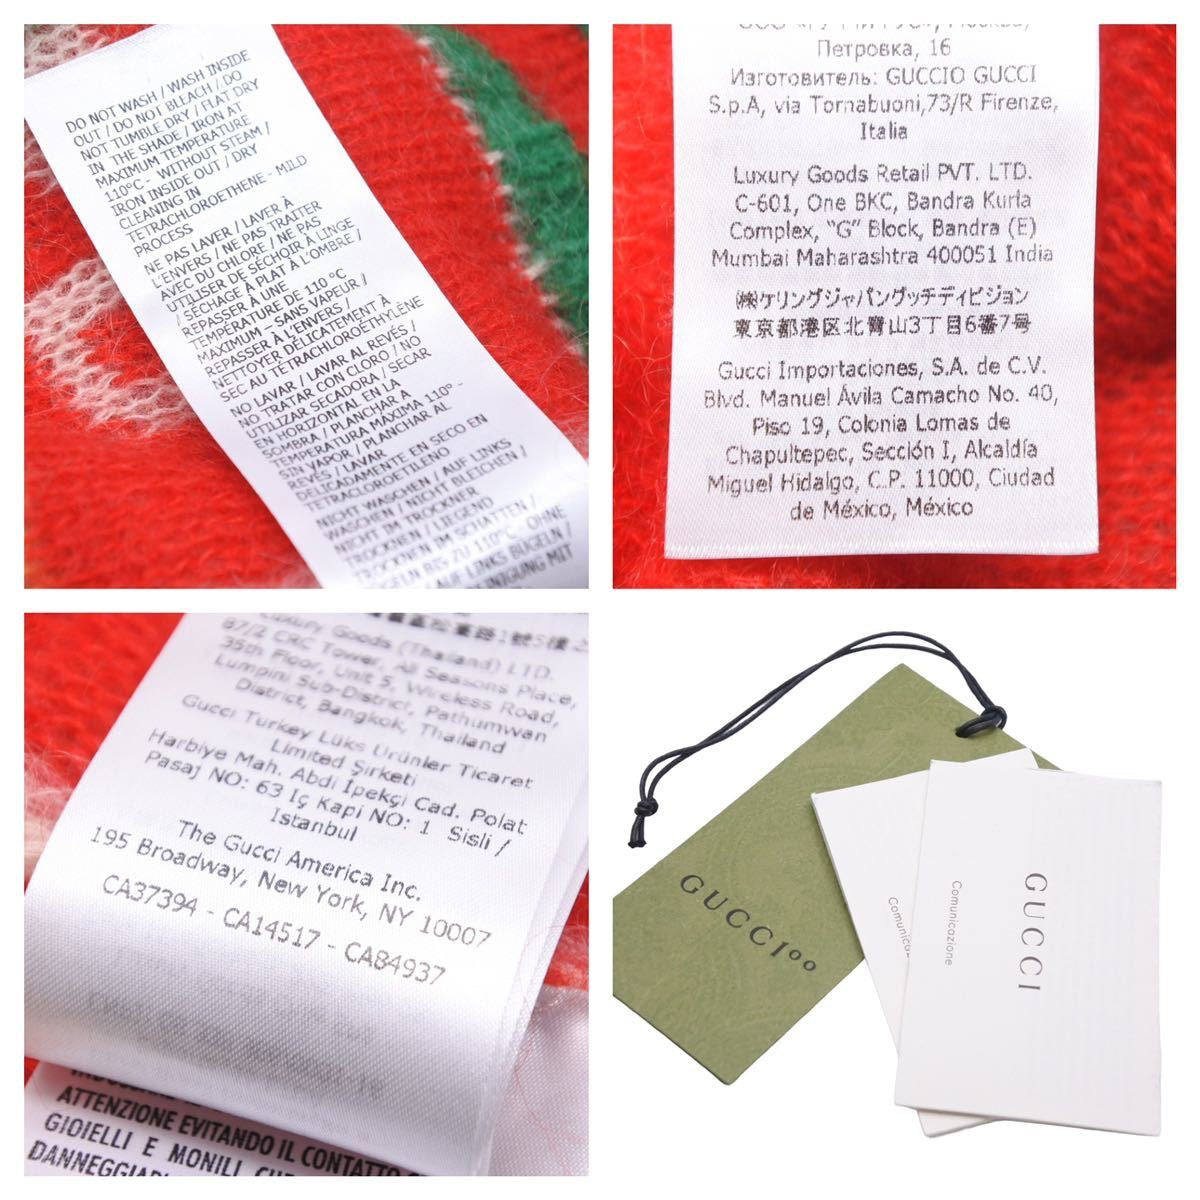 DO NOT WASH / WASH INSIDE
OUT / DO NOT BLEACH / DO
NOT TUMBLE DRY / FLAT DRY
IN THE SHADE / IRON AT
MAXIMUM TEMPERATURE
110°C - WITHOUT STEAM /
IRON INSIDE OUT / DRY
CLEANING IN
TETRACHLOROETHENE - MILD
PROCESS
NE PAS LAVER / LAVER À
L'ENVERS / NE PAS TRAITER
AVEC DU CHLORE / NE PAS
UTILISER DE SÉCHOIR À LINGE
/ SÉCHAGE À PLAT À L'OMBRE /
REPASSER À UNE
TEMPÉRATURE DE 110 °C
MAXIMUM – SANS VAPEUR /
REPASSER À L'ENVERS /
NETTOYER DÉLICATEMENT À
SEC AU TÉTRACHLOROÉTHYLÈNE
NO LAVAR / LAVAR AL REVÉS /
NO TRATAR CON CLORO / NO
UTILIZAR SECADORA / SECAR
EN HORIZONTAL EN LA
SOMBRA / PLANCHAR A
TEMPERATURA MÁXIMA 110° -
SIN VAPOR / PLANCHAR AL
REVÉS / LAVAR
DELICADAMENTE EN SECO EN
TETRACLOROETILENO
NICHT WASCHEN / AUF LINKS
WASCHEN / NICHT BLEICHEN /
NICHT IM TROCKNER
TROCKNEN / LIEGEND
TROCKNEN IM SCHATTEN /
BÜGELN BIS ZU 110°C - OHNE
AUF LINKS BÜGELN /
MIT
Петровка, 16
Изготовитель: GUCCIO GUCCI
S.p.A, via Tornabuoni,73/R Firenze,
Italia
Luxury Goods Retail PVT. LTD.
C-601, One BKC, Bandra Kurla
Complex, "G" Block, Bandra (E)
Mumbai Maharashtra 400051 India
㈱ケリングジャパングッチディビジョン
東京都港区北青山3丁目6番7号
Gucci Importaciones, S.A. de C.V.
Blvd. Manuel Ávila Camacho No. 40,
Piso 19, Colonia Lomas de
Chapultepec, Sección I, Alcaldía
Miguel Hidalgo, C.P. 11000, Ciudad
de México, México
Luxury Goods (Thailand) LTD.
87/2 CRC Tower, All Seasons Place,
35th Floor, Unit 5, Wireless Road,
Lumpini Sub-District, Pathumwan
District, Bangkok, Thailand
Gucci Turkey Lüks Ürünler Ticaret
Limited Şirketi
Harbiye Mah. Abdi İpekçi Cad. Polat
Pasaj NO: 63 İç Kapi NO: 1 Sisli /
Istanbul
The Gucci America Inc.
195 Broadway, New York, NY 10007
CA37394 - CA14517 - CA84937
ATTENZIONE EVITANDO IL CONTATTO
GIOIELLI E MONILI
GUCCI100
Comunicaz
Comunicazione
GUCCI